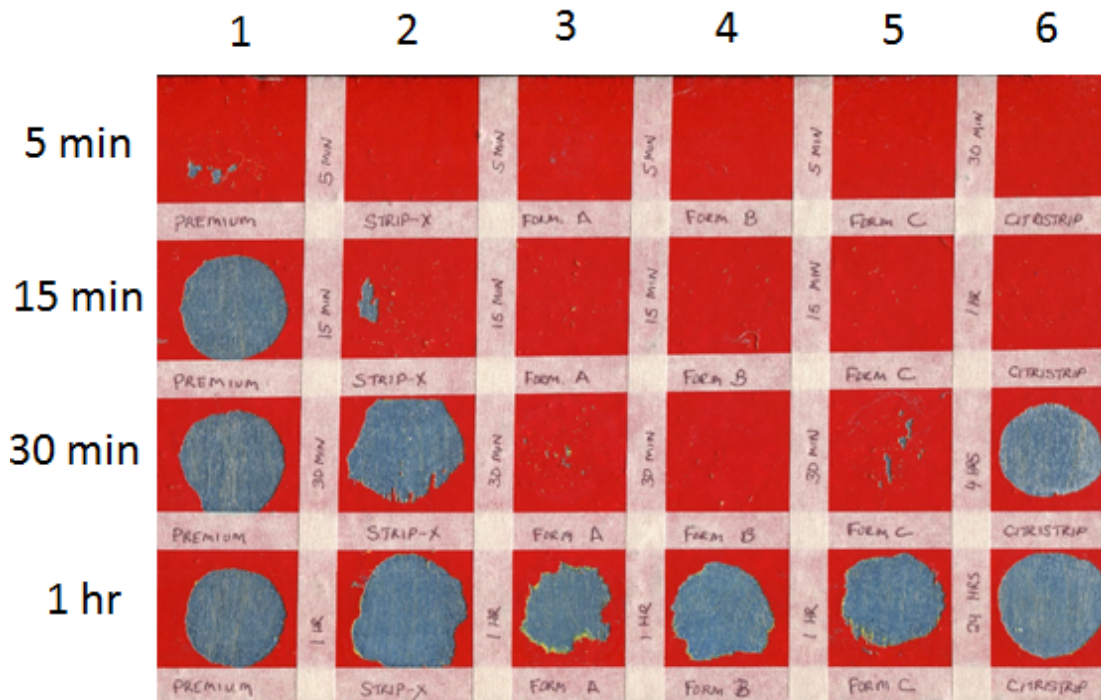 1 2 3 4 5 6
5 min
5 MIN 5 MIN 5 MIN 5 MIN 30 MIN
PREMIUM STRIP-X FORM A FORM B FORM C CITRISTRIP
15 min
15 MIN 15 MIN 15 MIN 15 MIN 1 HR
PREMIUM STRIP-X FORM A FORM B FORM C CITRISTRIP
30 min
30 MIN 30 MIN 30 MIN 30 MIN 4 HRS
PREMIUM STRIP-X FORM A FORM B FORM C CITRISTRIP
1 hr
1 HR 1 HR 1 HR 1 HR 24 HRS
PREMIUM STRIP-X FORM A FORM B FORM C CITRISTRIP